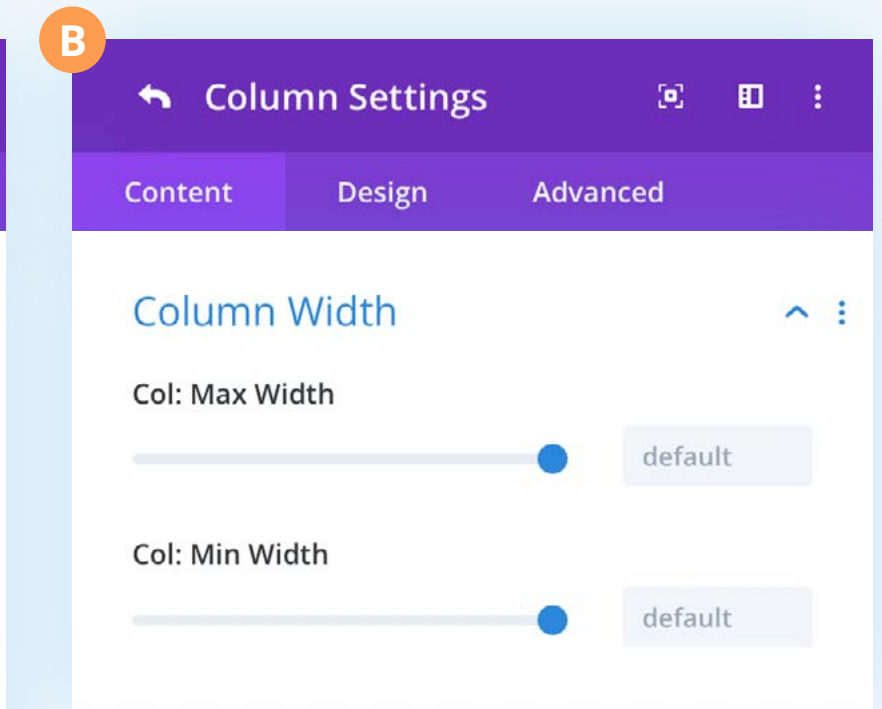 B
Column Settings
Content Design Advanced
Column Width
Col: Max Width
default
Col: Min Width
default